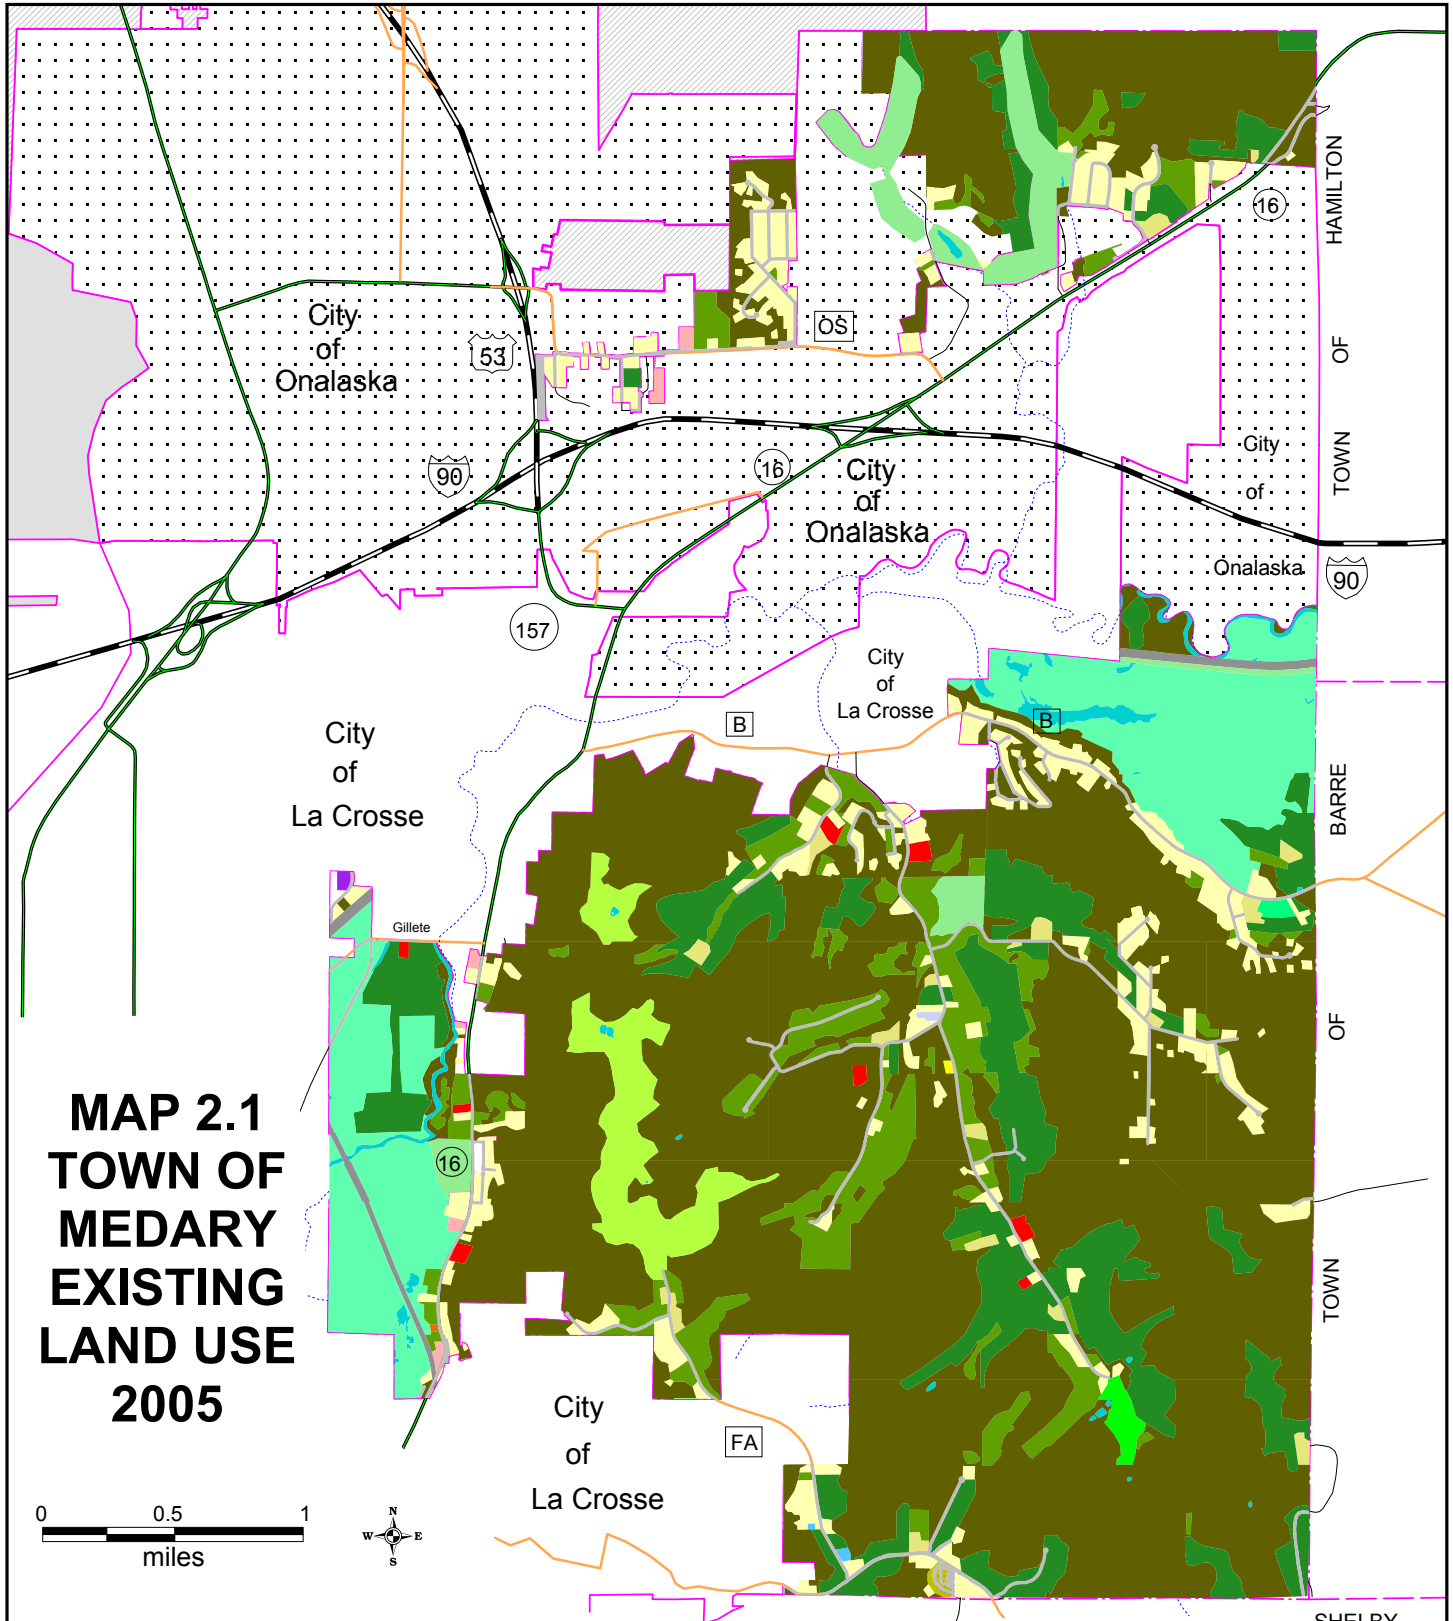 HAMILTON
16
City
of
Onalaska
53
OS
OF
90
16
City
of
Onalaska
City
of
Onalaska
TOWN
90
157
City
of
La Crosse
B
B
City
of
La Crosse
BARRE
Gillete
OF
MAP 2.1
TOWN OF
MEDARY
EXISTING
LAND USE
2005
16
TOWN
City
of
La Crosse
FA
0 0.5 1
miles
N
W E
S
SHELBY